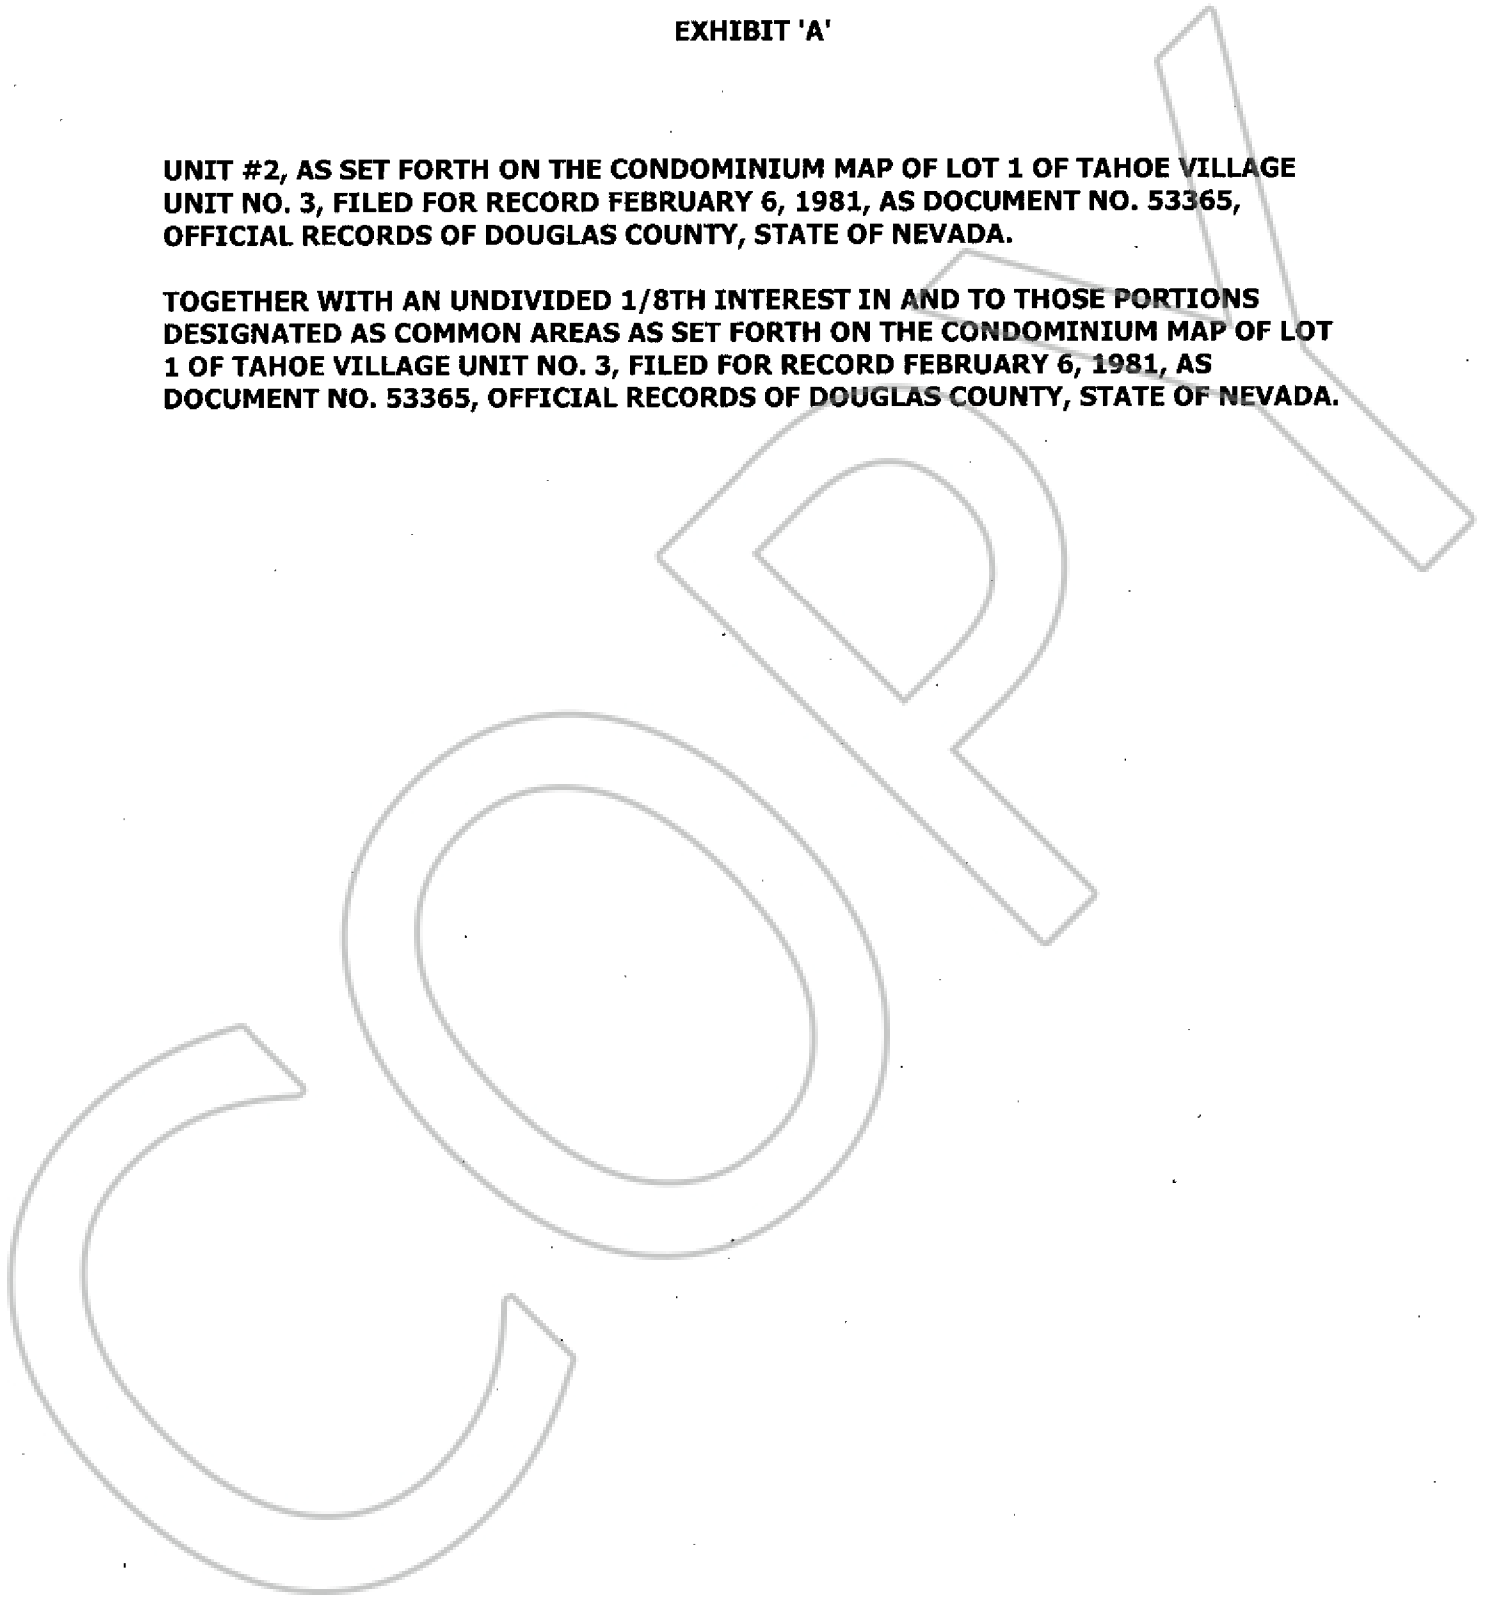 EXHIBIT 'A'
UNIT #2, AS SET FORTH ON THE CONDOMINIUM MAP OF LOT 1 OF TAHOE VILLAGE
UNIT NO. 3, FILED FOR RECORD FEBRUARY 6, 1981, AS DOCUMENT NO. 53365,
OFFICIAL RECORDS OF DOUGLAS COUNTY, STATE OF NEVADA.
TOGETHER WITH AN UNDIVIDED 1/8TH INTEREST IN AND TO THOSE PORTIONS
DESIGNATED AS COMMON AREAS AS SET FORTH ON THE CONDOMINIUM MAP OF LOT
1 OF TAHOE VILLAGE UNIT NO. 3, FILED FOR RECORD FEBRUARY 6, 1981, AS
DOCUMENT NO. 53365, OFFICIAL RECORDS OF DOUGLAS COUNTY, STATE OF NEVADA.
COPY